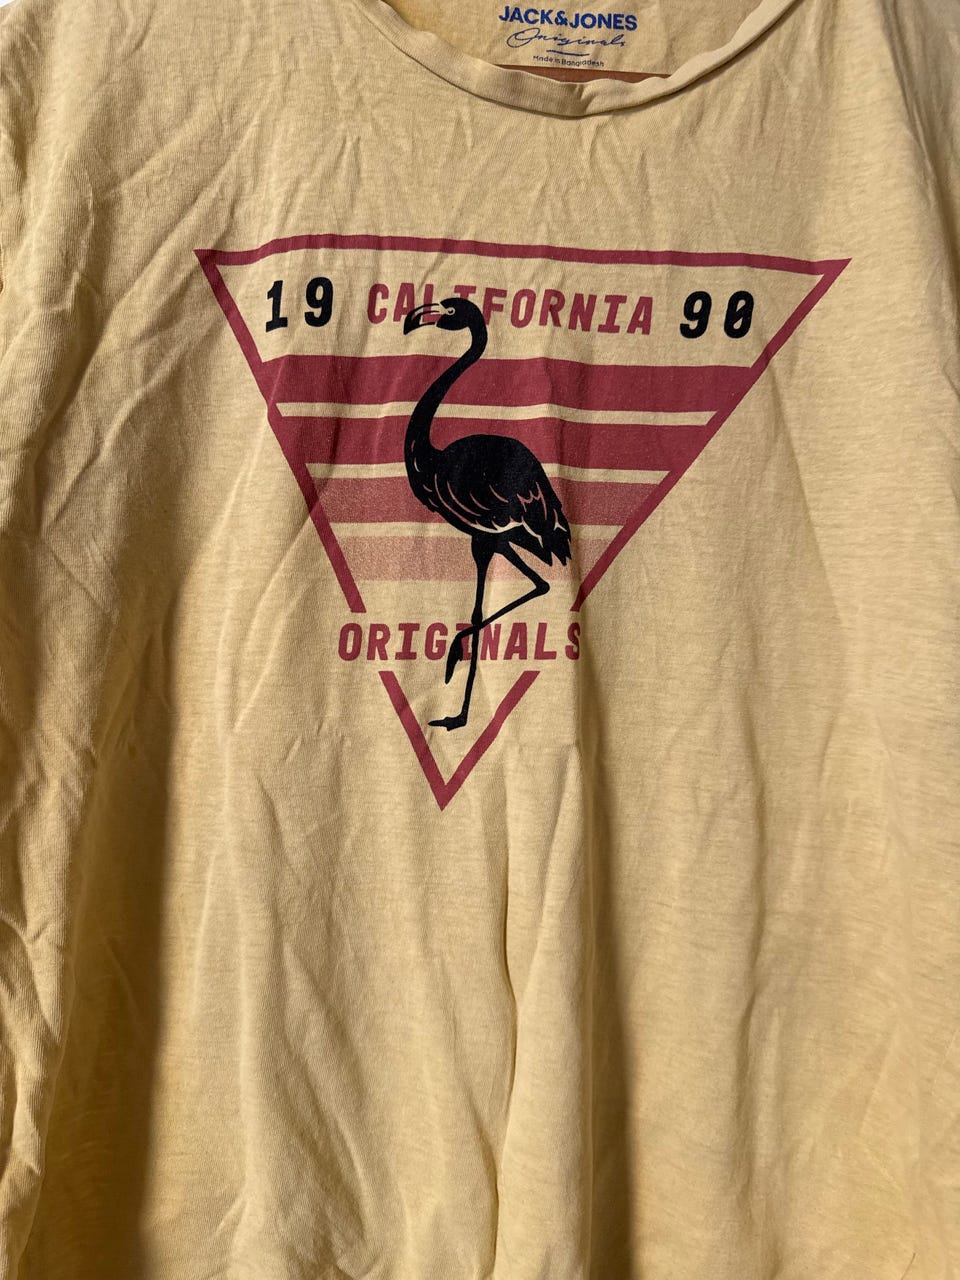 JACK&JONES
Originals
Made in Bangladesh
19 CALIFORNIA 90
ORIGINALS